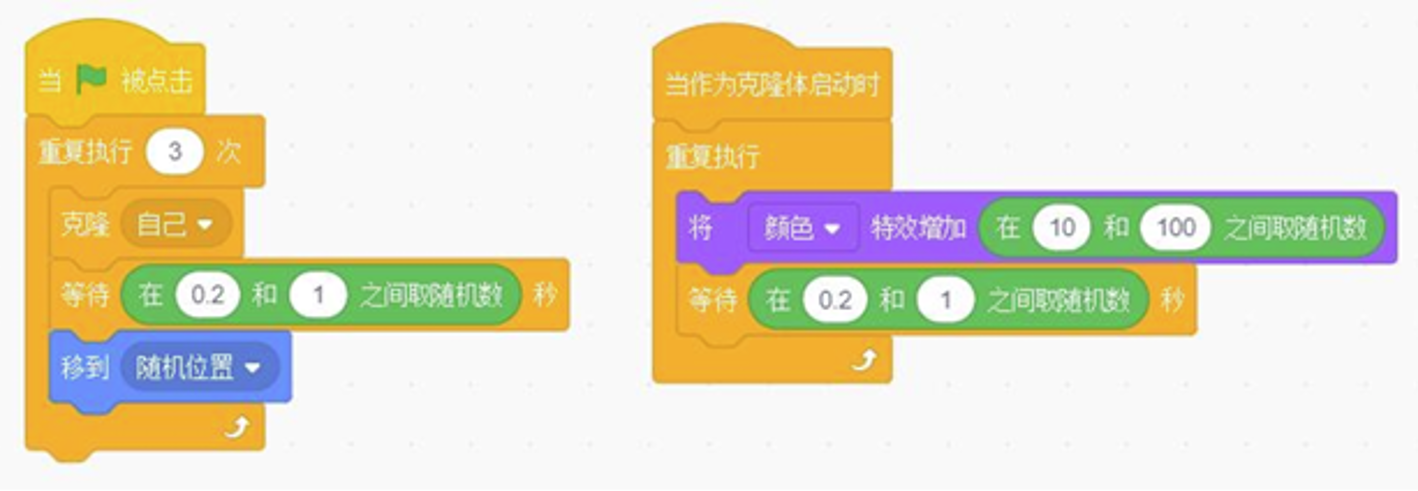 当 被点击
重复执行 3 次
克隆 自己
等待 在 0.2 和 1 之间取随机数 秒
移到 随机位置
当作为克隆体启动时
重复执行
将 颜色 特效增加 在 10 和 100 之间取随机数
等待 在 0.2 和 1 之间取随机数 秒